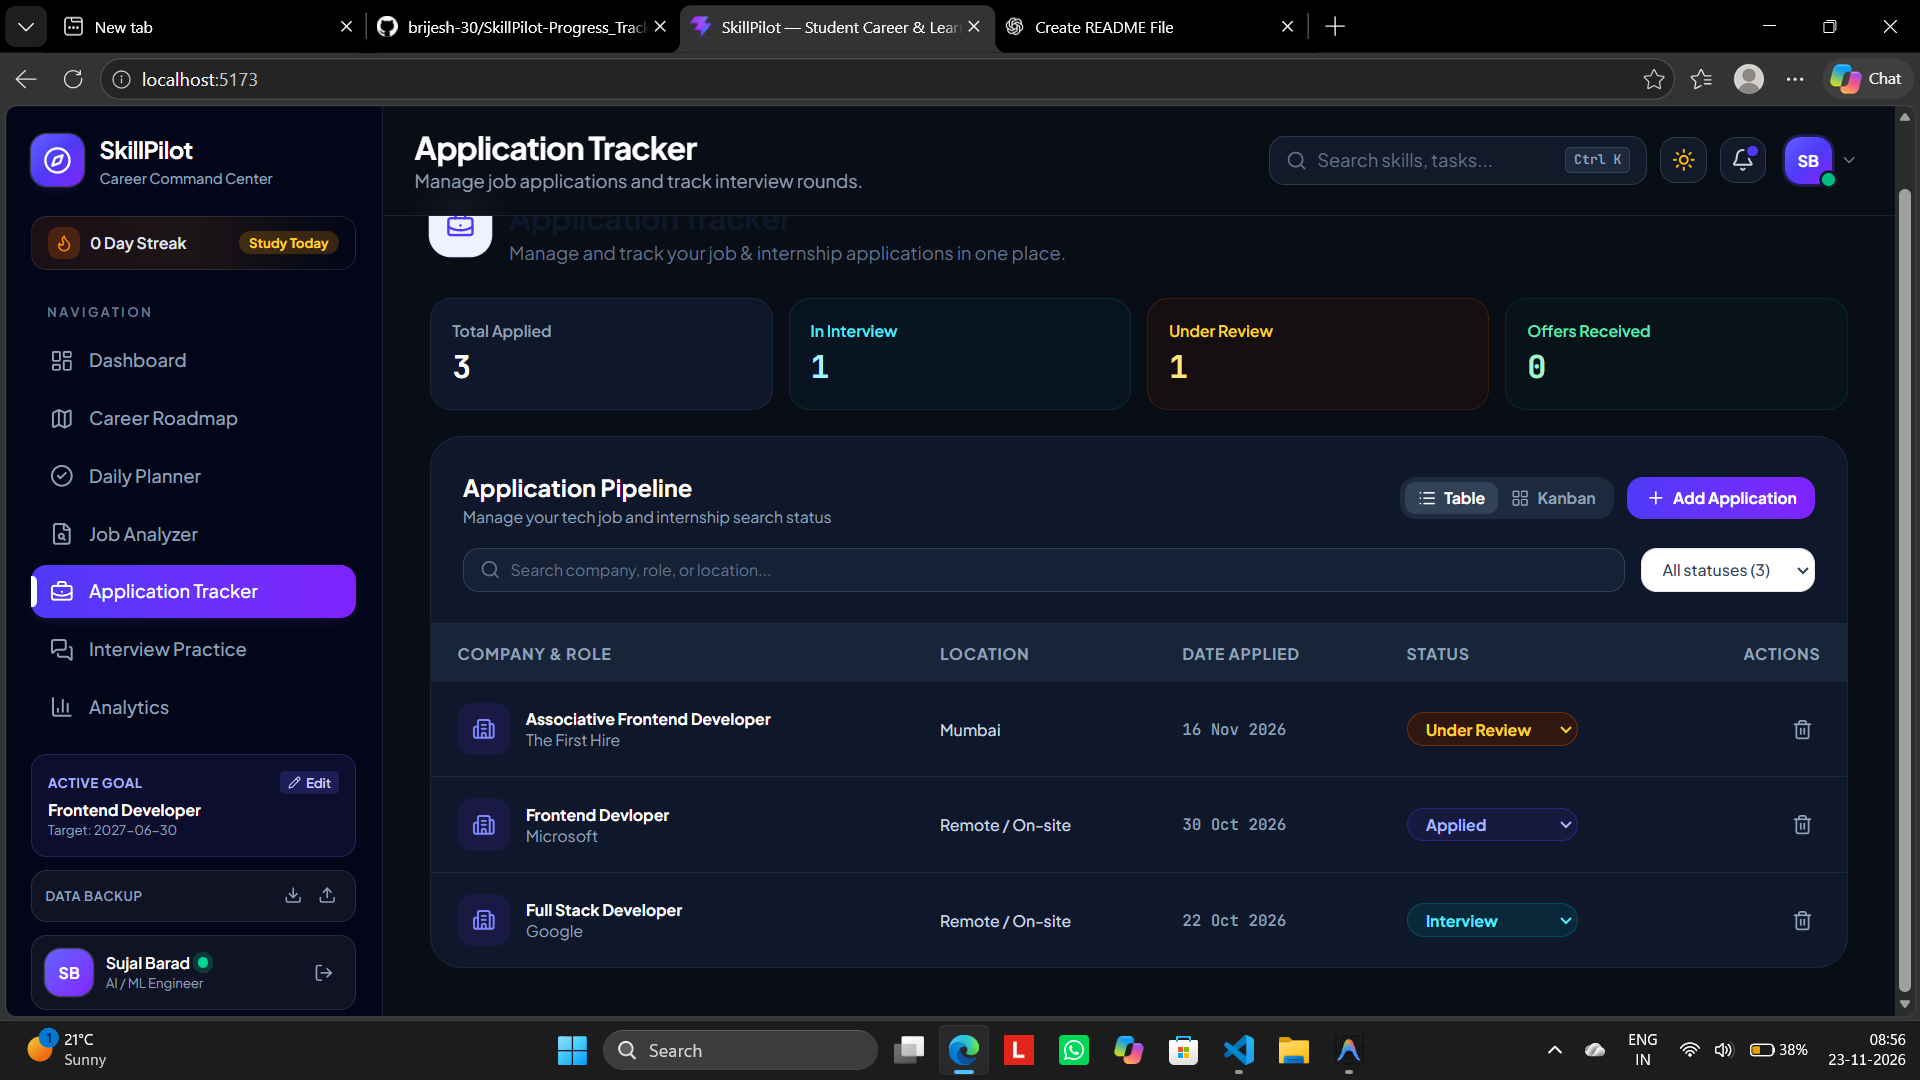 New tab
brijesh-30/SkillPilot-Progress_Track
SkillPilot — Student Career & Lear
Create README File
localhost:5173
Chat
SkillPilot
Career Command Center
0 Day Streak
Study Today
NAVIGATION
Dashboard
Career Roadmap
Daily Planner
Job Analyzer
Application Tracker
Interview Practice
Analytics
ACTIVE GOAL
Edit
Frontend Developer
Target: 2027-06-30
DATA BACKUP
SB
Sujal Barad
AI / ML Engineer
Application Tracker
Manage job applications and track interview rounds.
Search skills, tasks...
Ctrl K
SB
Application Tracker
Manage and track your job & internship applications in one place.
Total Applied
3
In Interview
1
Under Review
1
Offers Received
0
Application Pipeline
Manage your tech job and internship search status
Table
Kanban
+ Add Application
Search company, role, or location...
All statuses (3)
COMPANY & ROLE LOCATION DATE APPLIED STATUS ACTIONS
Associative Frontend Developer
The First Hire
Mumbai
16 Nov 2026
Under Review
Frontend Devloper
Microsoft
Remote / On-site
30 Oct 2026
Applied
Full Stack Developer
Google
Remote / On-site
22 Oct 2026
Interview
1
21°C
Sunny
Search
L
ENG
IN
38%
08:56
23-11-2026